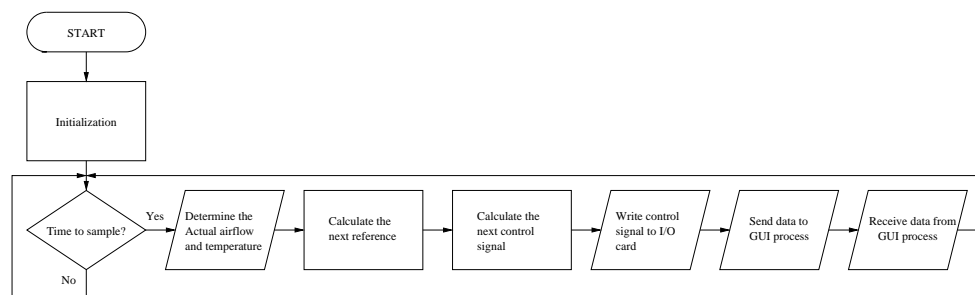 START
Initialization
Time to sample?
Yes
No
Determine the
Actual airflow
and temperature
Calculate the
next reference
Calculate the
next control
signal
Write control
signal to I/O
card
Send data to
GUI process
Receive data from
GUI process